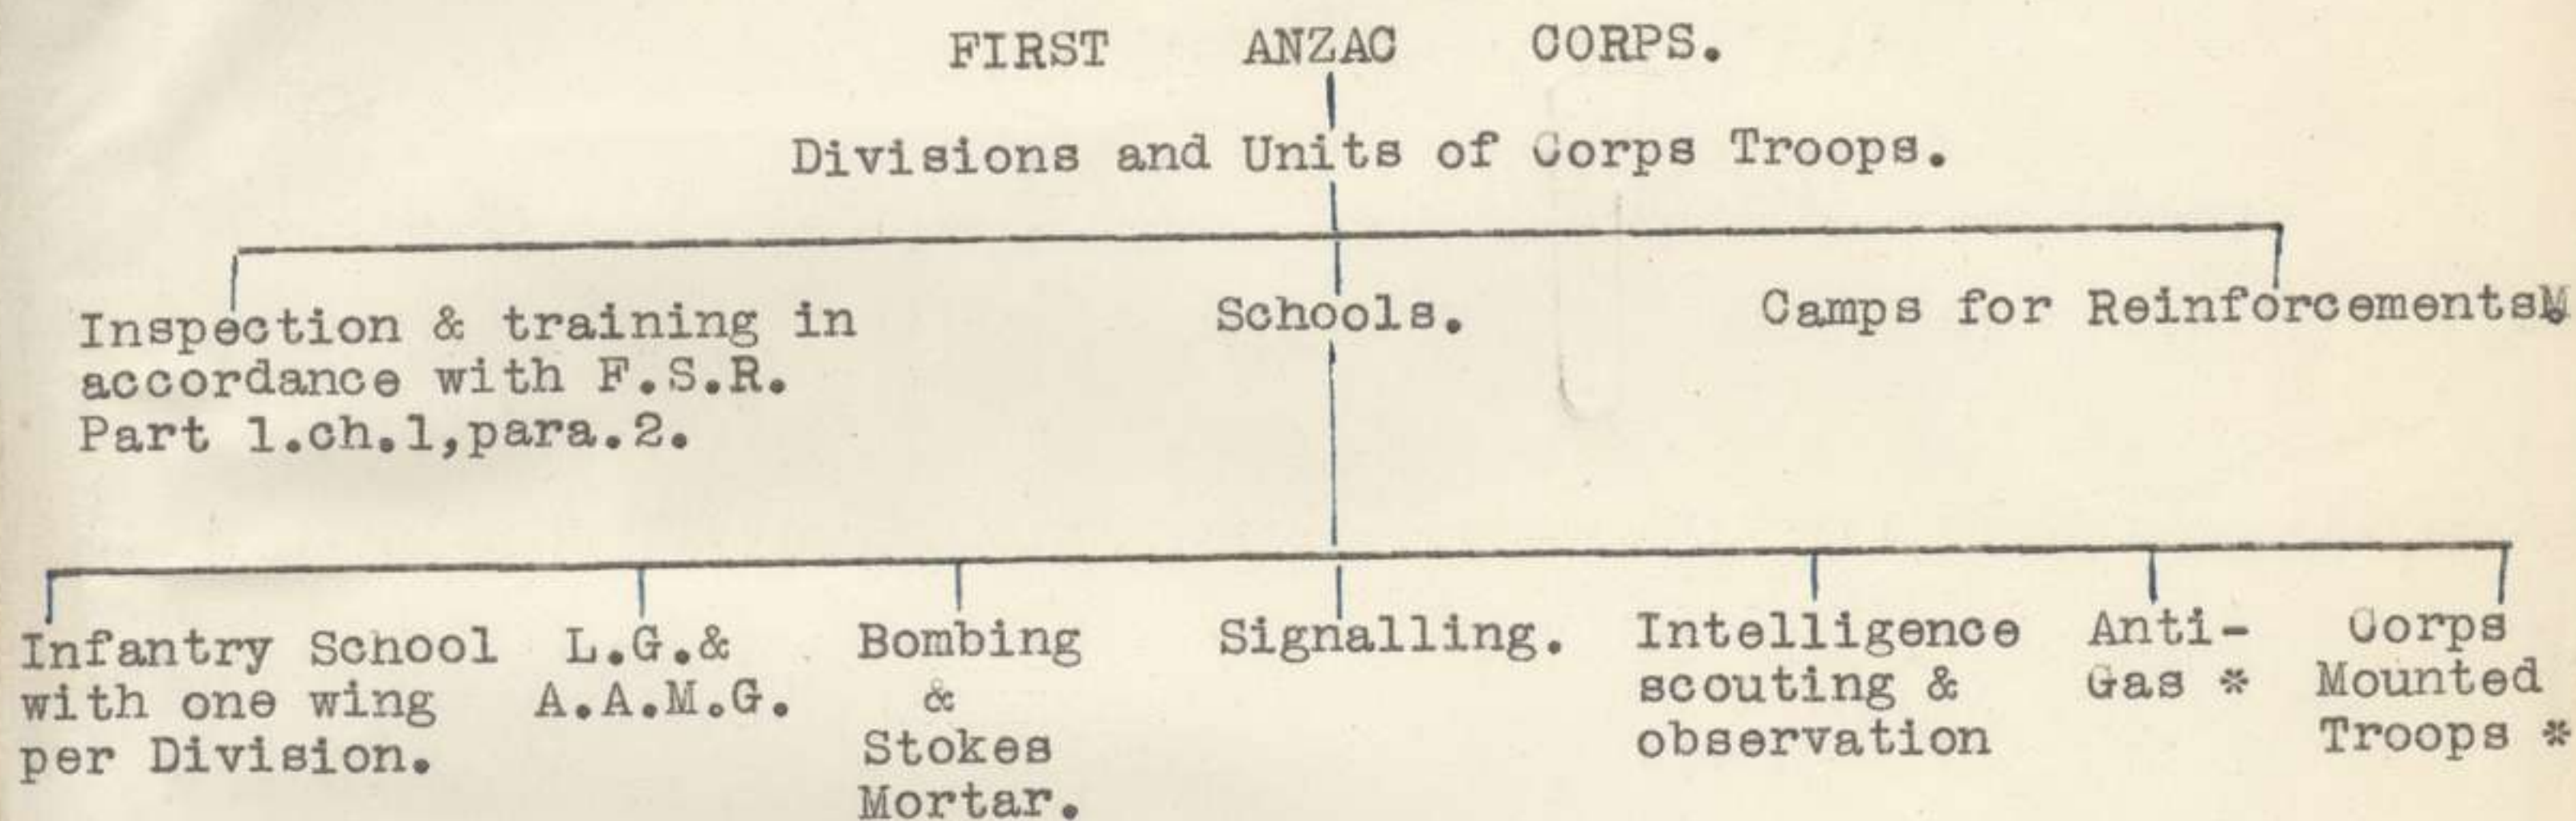 FIRST ANZAC CORPS.
Divisions and Units of Corps Troops.
Inspection & training in
accordance with F.S.R.
Part 1.ch.1,para.2.
Schools.
Camps for Reinforcements
Infantry School
with one wing
per Division.
L.G.&
A.A.M.G.
Bombing
&
Stokes
Mortar.
Signalling.
Intelligence
scouting &
observation
Anti-
Gas *
Corps
Mounted
Troops *